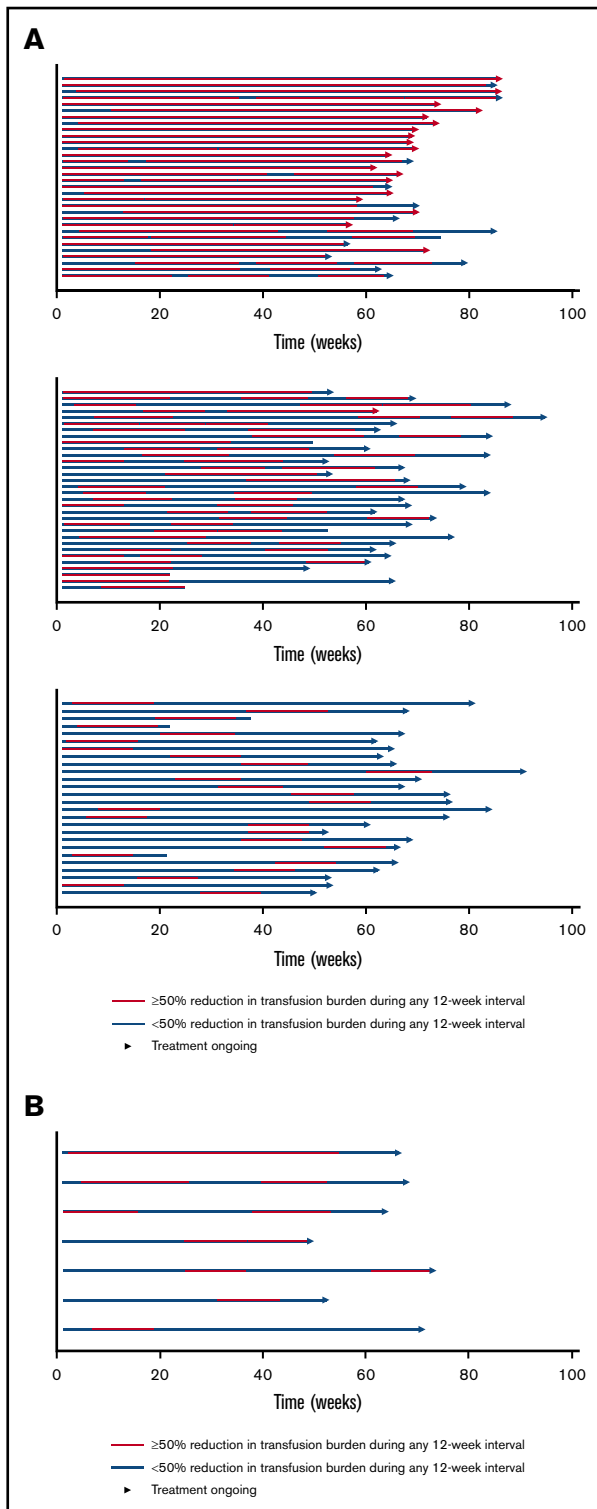 A
0 20 40 60 80 100
Time (weeks)
0 20 40 60 80 100
Time (weeks)
0 20 40 60 80 100
Time (weeks)
≥50% reduction in transfusion burden during any 12-week interval
<50% reduction in transfusion burden during any 12-week interval
Treatment ongoing
B
0 20 40 60 80 100
Time (weeks)
≥50% reduction in transfusion burden during any 12-week interval
<50% reduction in transfusion burden during any 12-week interval
Treatment ongoing